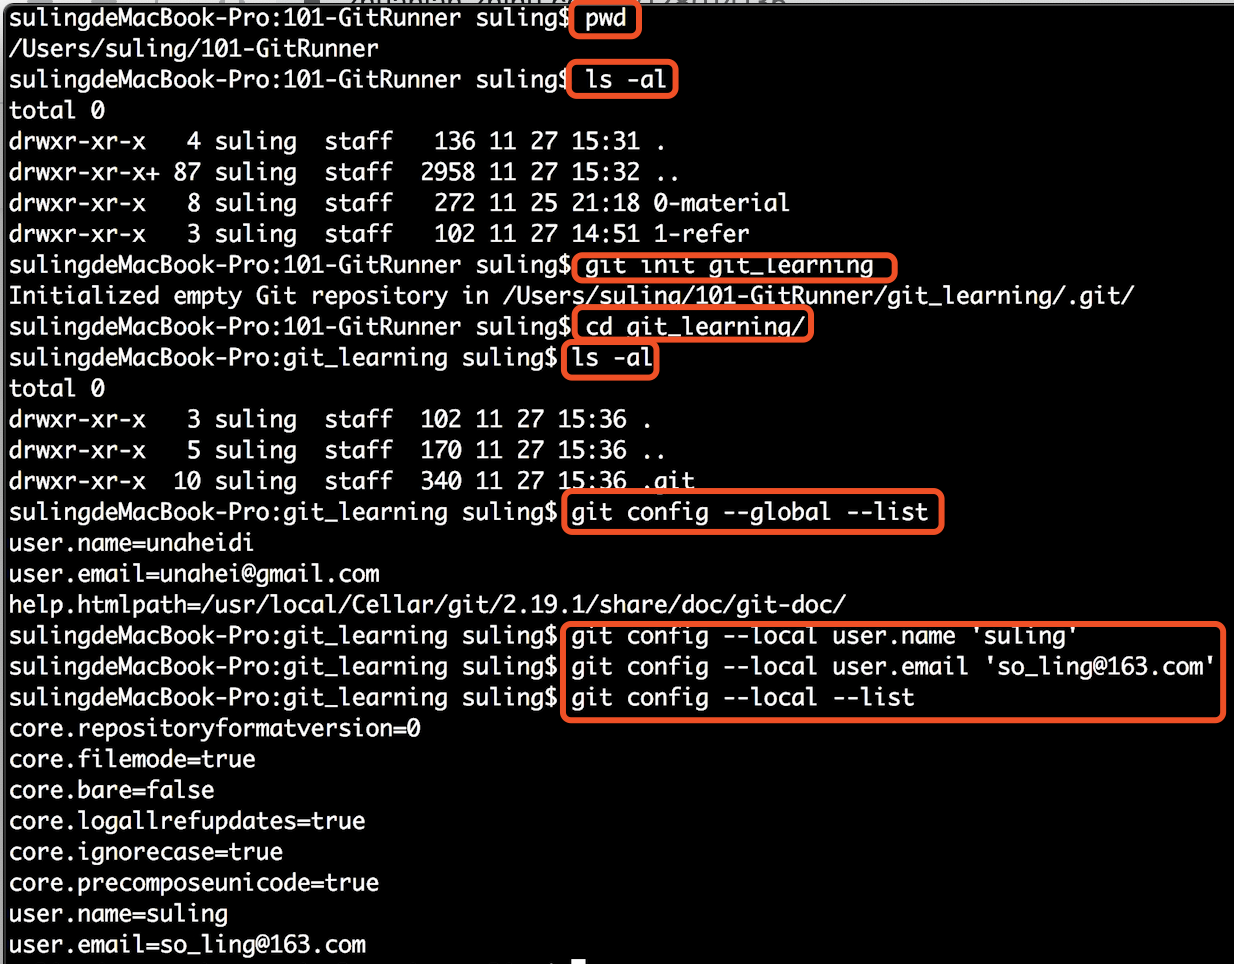 sulingdeMacBook-Pro:101-GitRunner suling$ pwd
/Users/suling/101-GitRunner
sulingdeMacBook-Pro:101-GitRunner suling$ ls -al
total 0
drwxr-xr-x   4 suling  staff   136 11 27 15:31 .
drwxr-xr-x+ 87 suling  staff  2958 11 27 15:32 ..
drwxr-xr-x   8 suling  staff   272 11 25 21:18 0-material
drwxr-xr-x   3 suling  staff   102 11 27 14:51 1-refer
sulingdeMacBook-Pro:101-GitRunner suling$ git init git_learning
Initialized empty Git repository in /Users/suling/101-GitRunner/git_learning/.git/
sulingdeMacBook-Pro:101-GitRunner suling$ cd git_learning/
sulingdeMacBook-Pro:git_learning suling$ ls -al
total 0
drwxr-xr-x   3 suling  staff  102 11 27 15:36 .
drwxr-xr-x   5 suling  staff  170 11 27 15:36 ..
drwxr-xr-x  10 suling  staff  340 11 27 15:36 .git
sulingdeMacBook-Pro:git_learning suling$ git config --global --list
user.name=unaheidi
user.email=unahei@gmail.com
help.htmlpath=/usr/local/Cellar/git/2.19.1/share/doc/git-doc/
sulingdeMacBook-Pro:git_learning suling$ git config --local user.name 'suling'
sulingdeMacBook-Pro:git_learning suling$ git config --local user.email 'so_ling@163.com'
sulingdeMacBook-Pro:git_learning suling$ git config --local --list
core.repositoryformatversion=0
core.filemode=true
core.bare=false
core.logallrefupdates=true
core.ignorecase=true
core.precomposeunicode=true
user.name=suling
user.email=so_ling@163.com